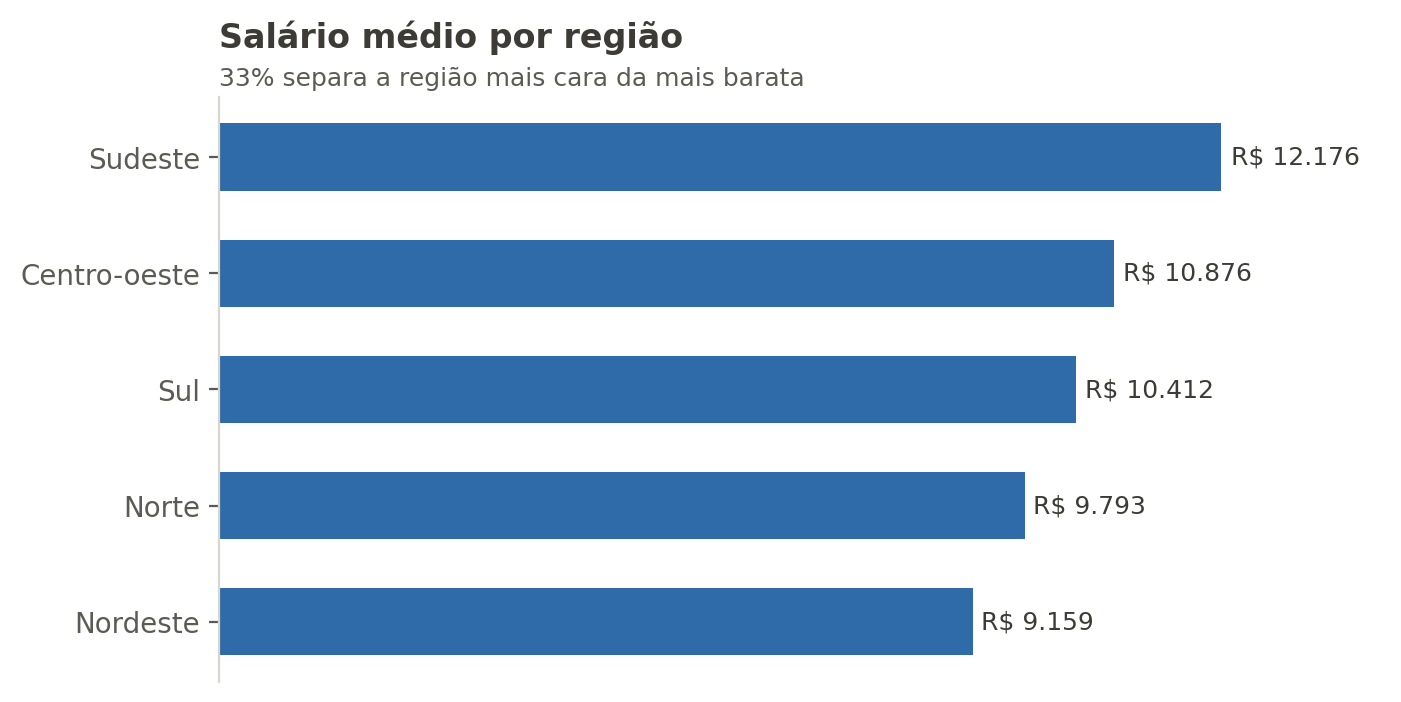 Salário médio por região
33% separa a região mais cara da mais barata
Sudeste R$ 12.176
Centro-oeste R$ 10.876
Sul R$ 10.412
Norte R$ 9.793
Nordeste R$ 9.159